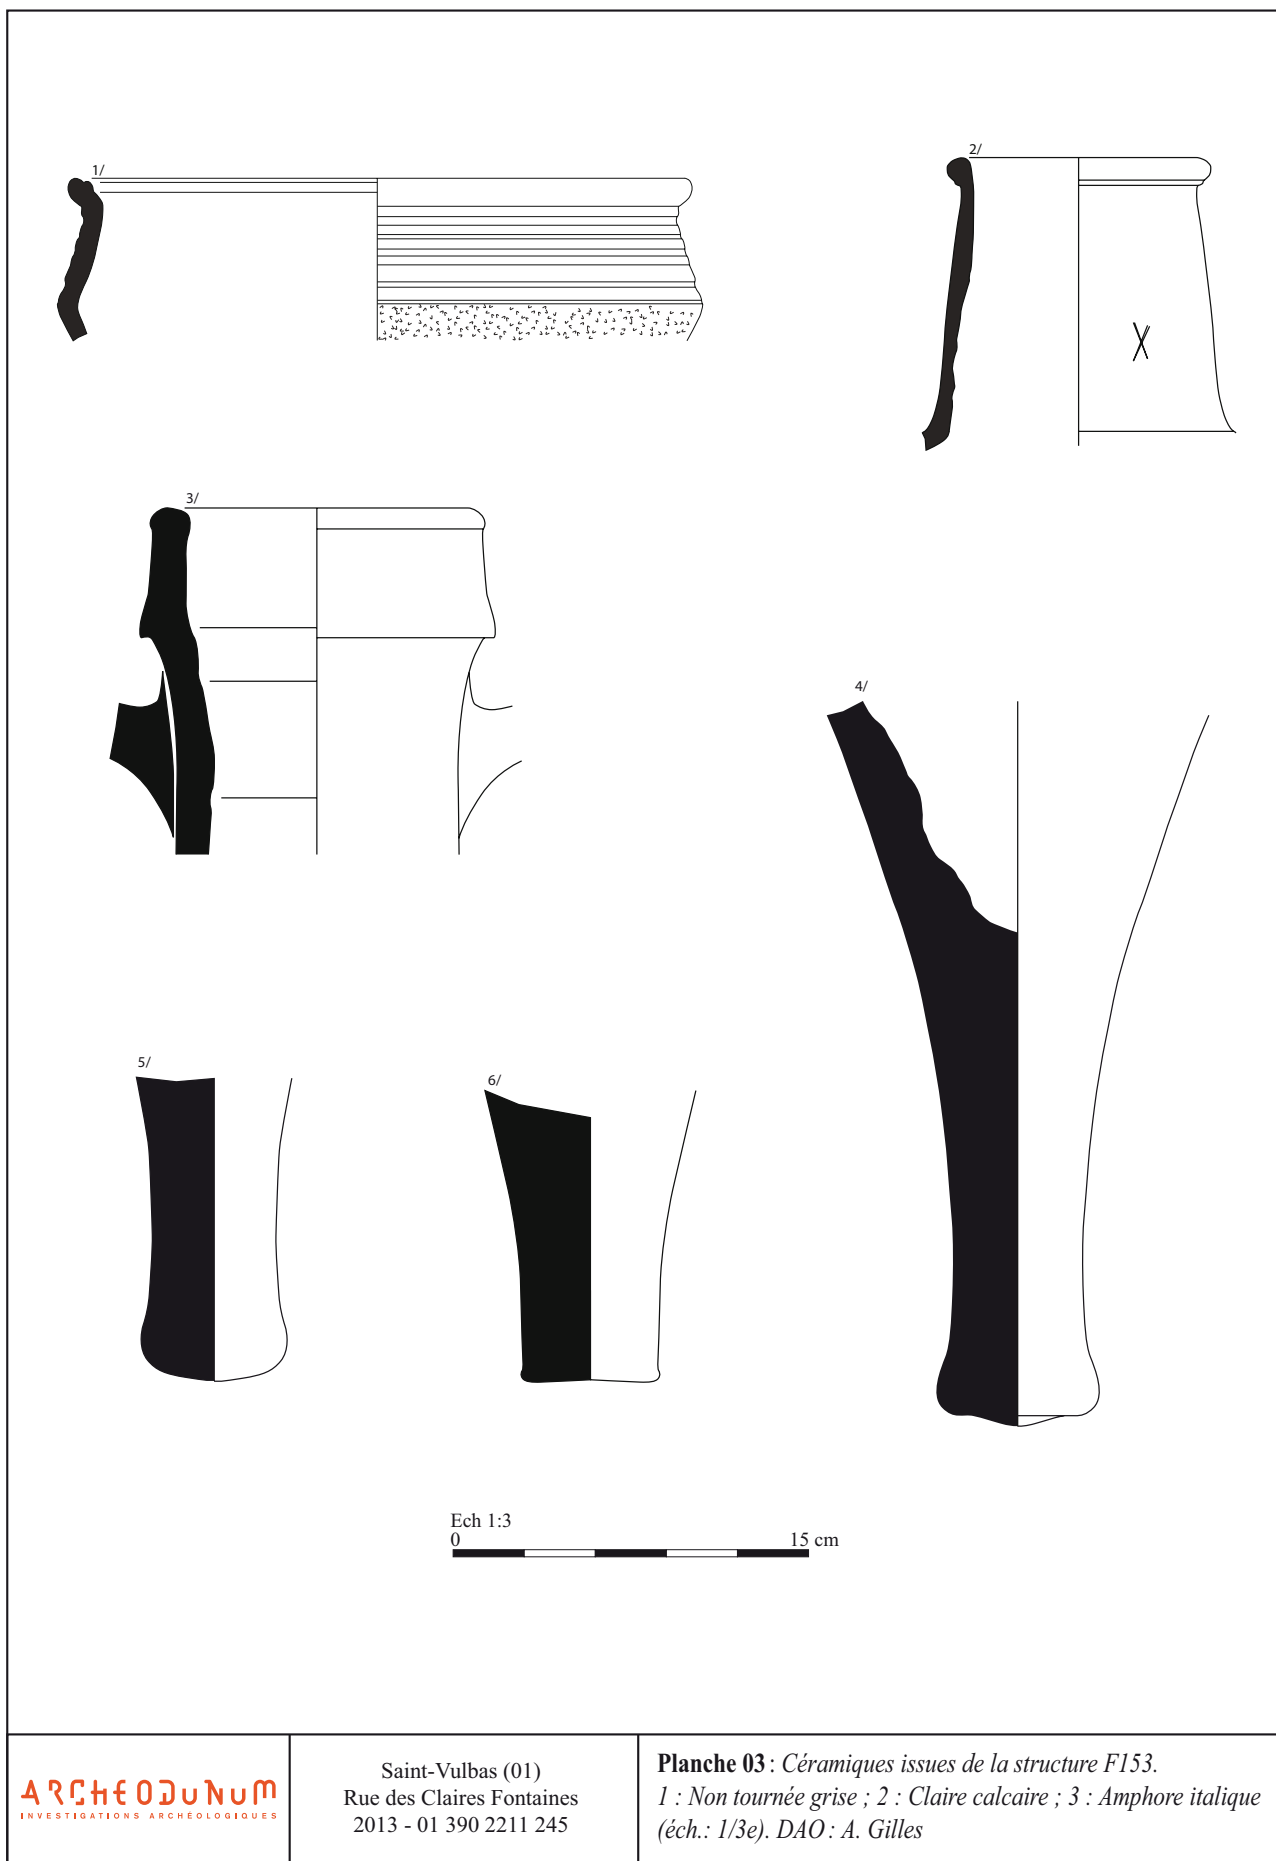 1/
2/
3/
4/
5/
6/
Ech 1:3
0 15 cm
ARCHEODUNUM
INVESTIGATIONS ARCHÉOLOGIQUES
Saint-Vulbas (01)
Rue des Claires Fontaines
2013 - 01 390 2211 245
Planche 03 : Céramiques issues de la structure F153.
1 : Non tournée grise ; 2 : Claire calcaire ; 3 : Amphore italique
(éch.: 1/3e). DAO : A. Gilles
X